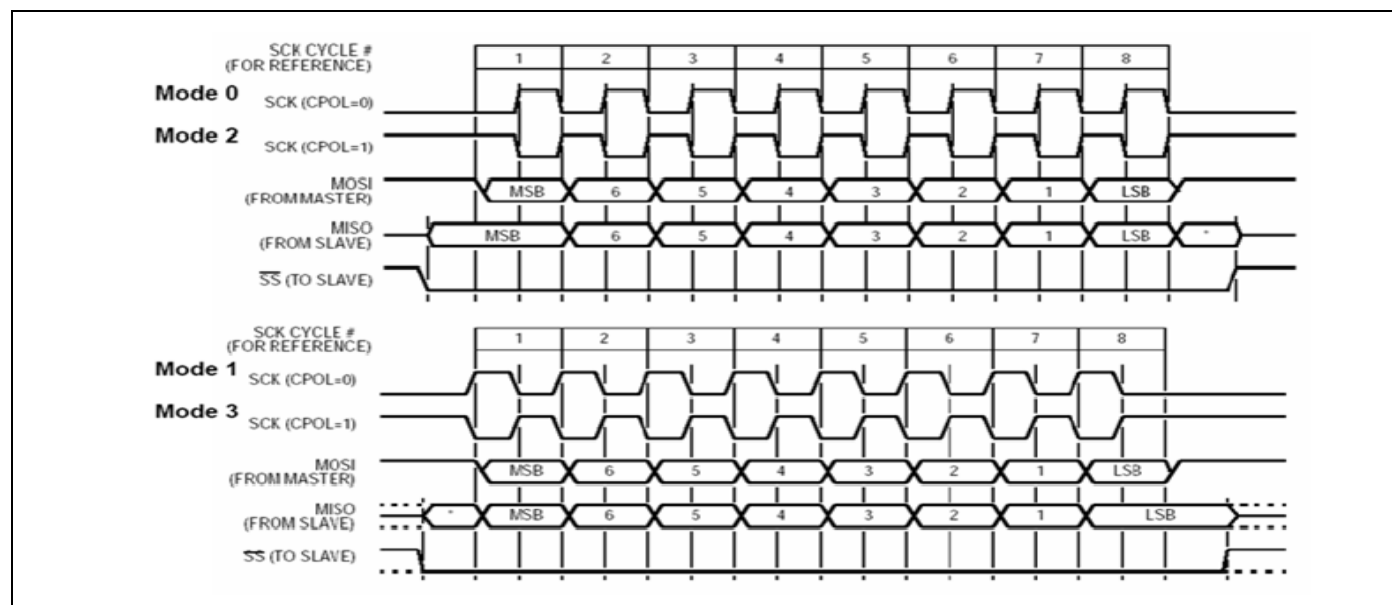 SCK CYCLE #
(FOR REFERENCE)
1 2 3 4 5 6 7 8
Mode 0
SCK (CPOL=0)
Mode 2
SCK (CPOL=1)
MOSI
(FROM MASTER)
MSB 6 5 4 3 2 1 LSB
MISO
(FROM SLAVE)
MSB 6 5 4 3 2 1 LSB *
SS (TO SLAVE)
SCK CYCLE #
(FOR REFERENCE)
1 2 3 4 5 6 7 8
Mode 1
SCK (CPOL=0)
Mode 3
SCK (CPOL=1)
MOSI
(FROM MASTER)
MSB 6 5 4 3 2 1 LSB
MISO
(FROM SLAVE)
* MSB 6 5 4 3 2 1 LSB
SS (TO SLAVE)